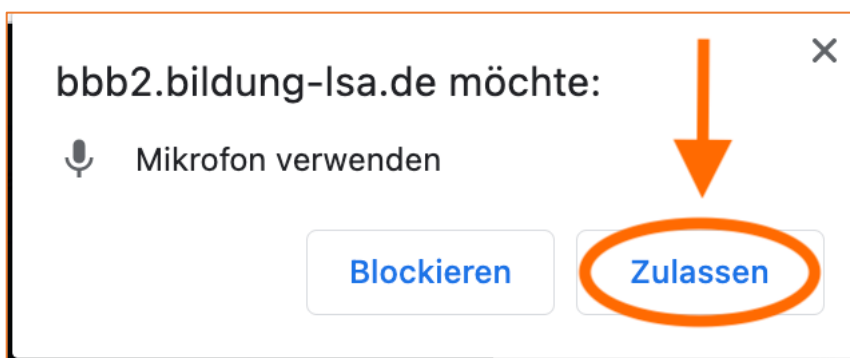 bbb2.bildung-lsa.de möchte:
Mikrofon verwenden
Blockieren
Zulassen